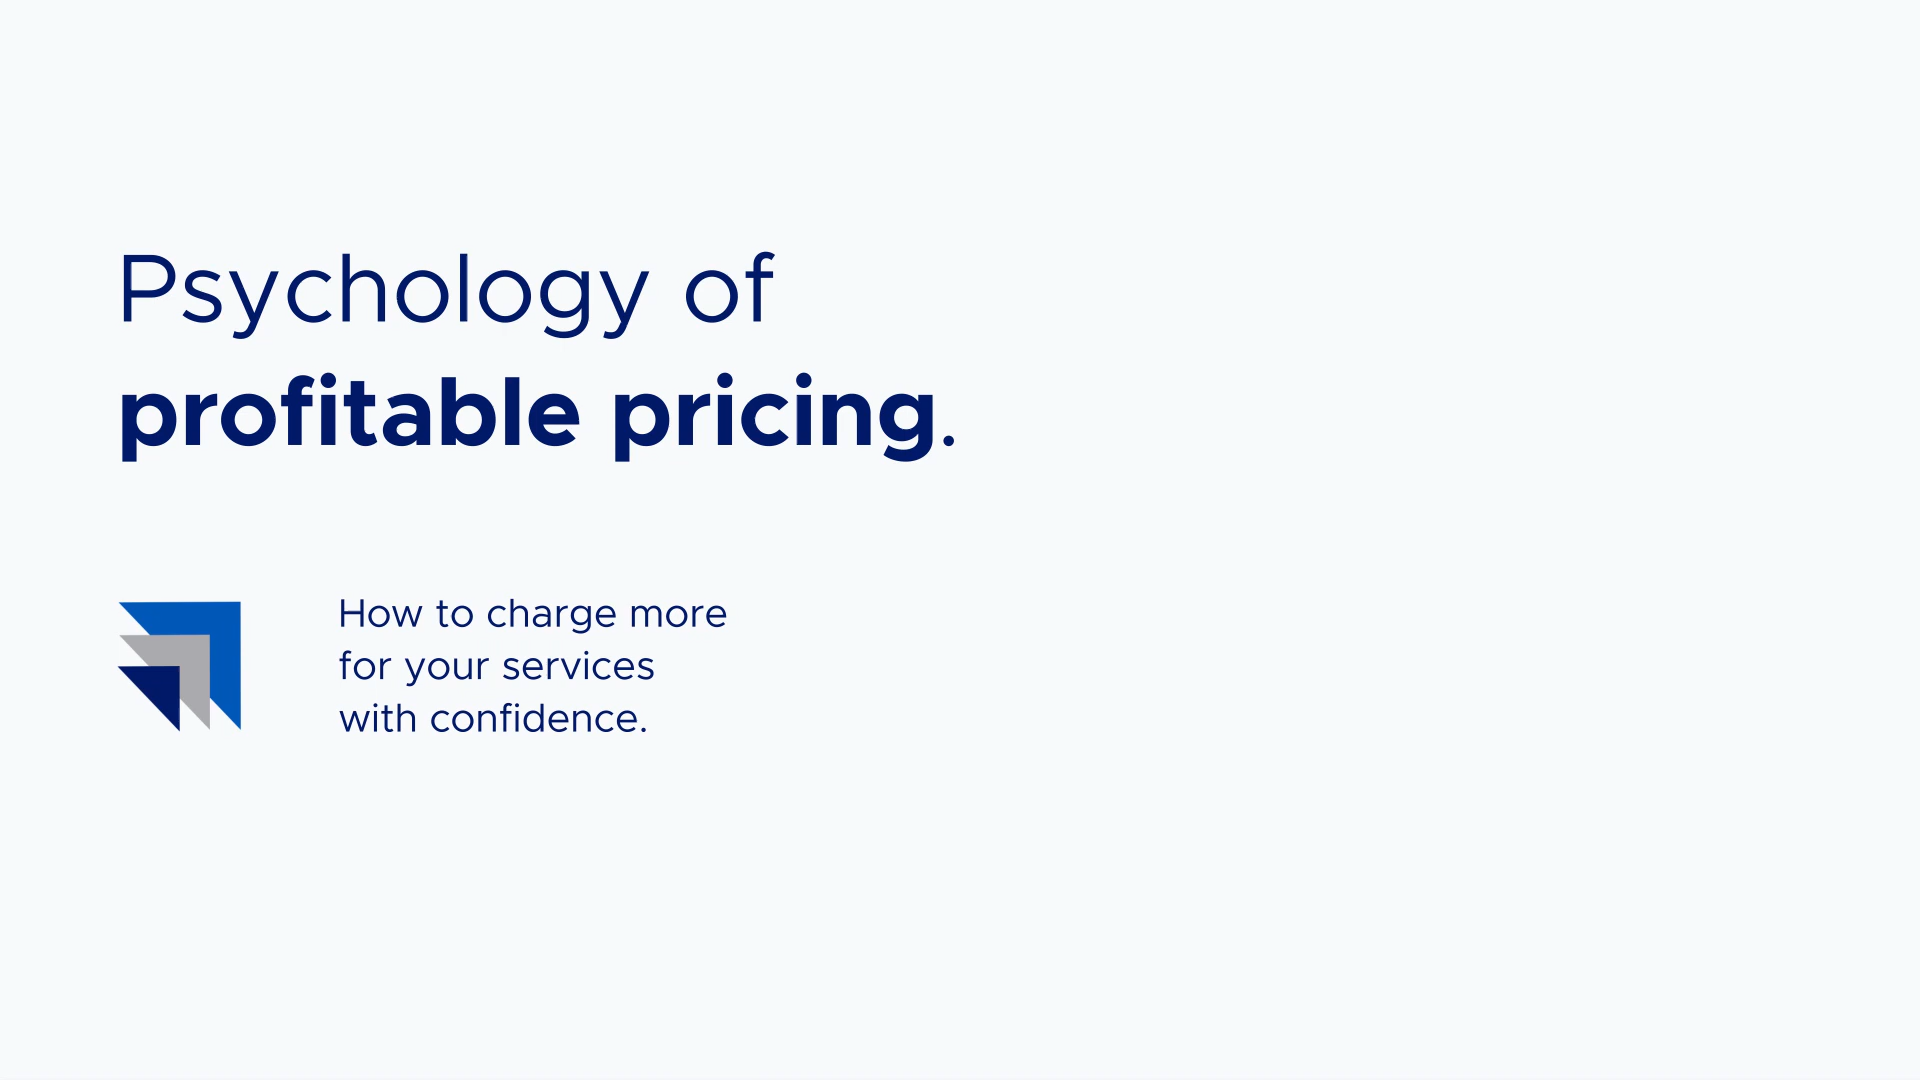 Psychology of
profitable pricing.
How to charge more
for your services
with confidence.